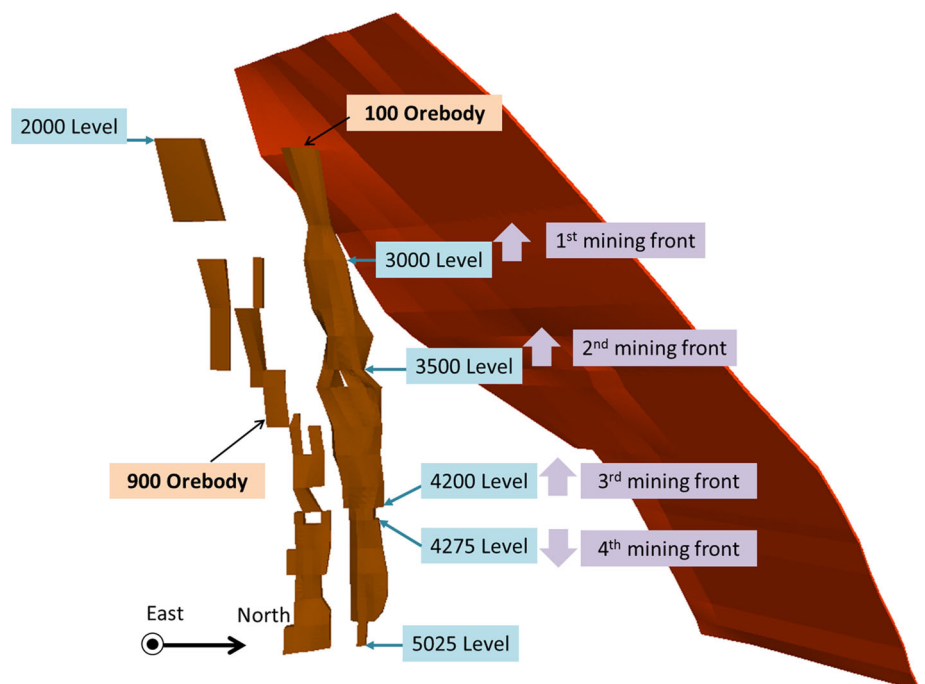 100 Orebody
2000 Level
1st mining front
3000 Level
2nd mining front
3500 Level
900 Orebody
4200 Level
3rd mining front
4275 Level
4th mining front
East
North
5025 Level